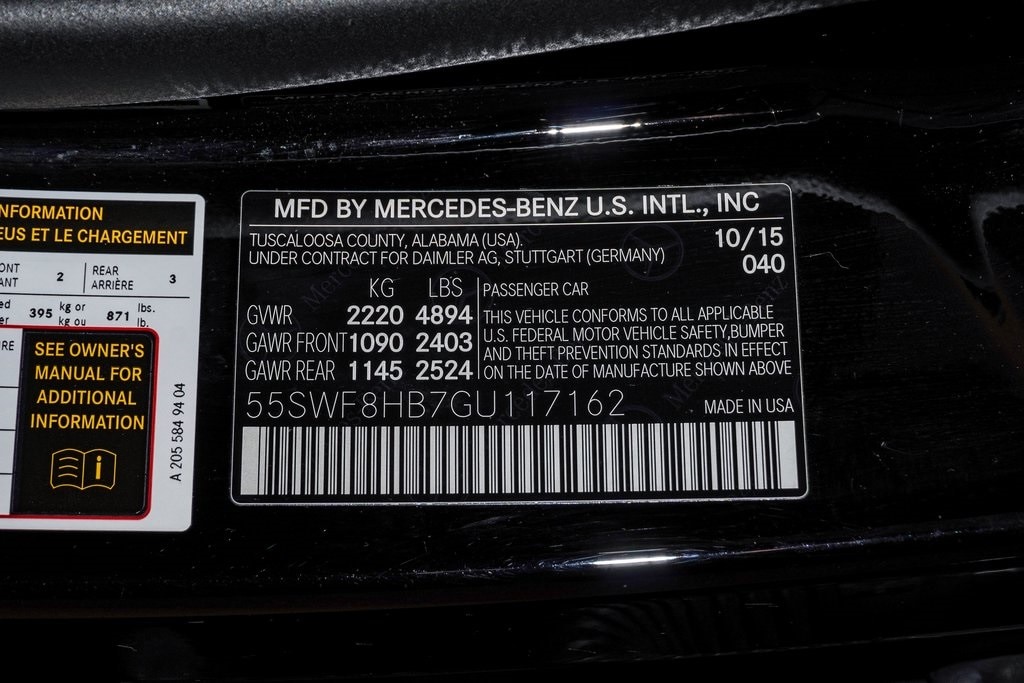 NFORMATION
EUS ET LE CHARGEMENT
ONT
ANT
2
REAR
ARRIÈRE
3
395 kg or
kg ou
871 lbs.
lb.
SEE OWNER'S
MANUAL FOR
ADDITIONAL
INFORMATION
i
A 205 584 94 04
MFD BY MERCEDES-BENZ U.S. INTL., INC
TUSCALOOSA COUNTY, ALABAMA (USA).
UNDER CONTRACT FOR DAIMLER AG, STUTTGART (GERMANY)
10/15
040
KG LBS
GVWR 2220 4894
GAWR FRONT 1090 2403
GAWR REAR 1145 2524
PASSENGER CAR
THIS VEHICLE CONFORMS TO ALL APPLICABLE
U.S. FEDERAL MOTOR VEHICLE SAFETY,BUMPER
AND THEFT PREVENTION STANDARDS IN EFFECT
ON THE DATE OF MANUFACTURE SHOWN ABOVE
55SWF8HB7GU117162
MADE IN USA